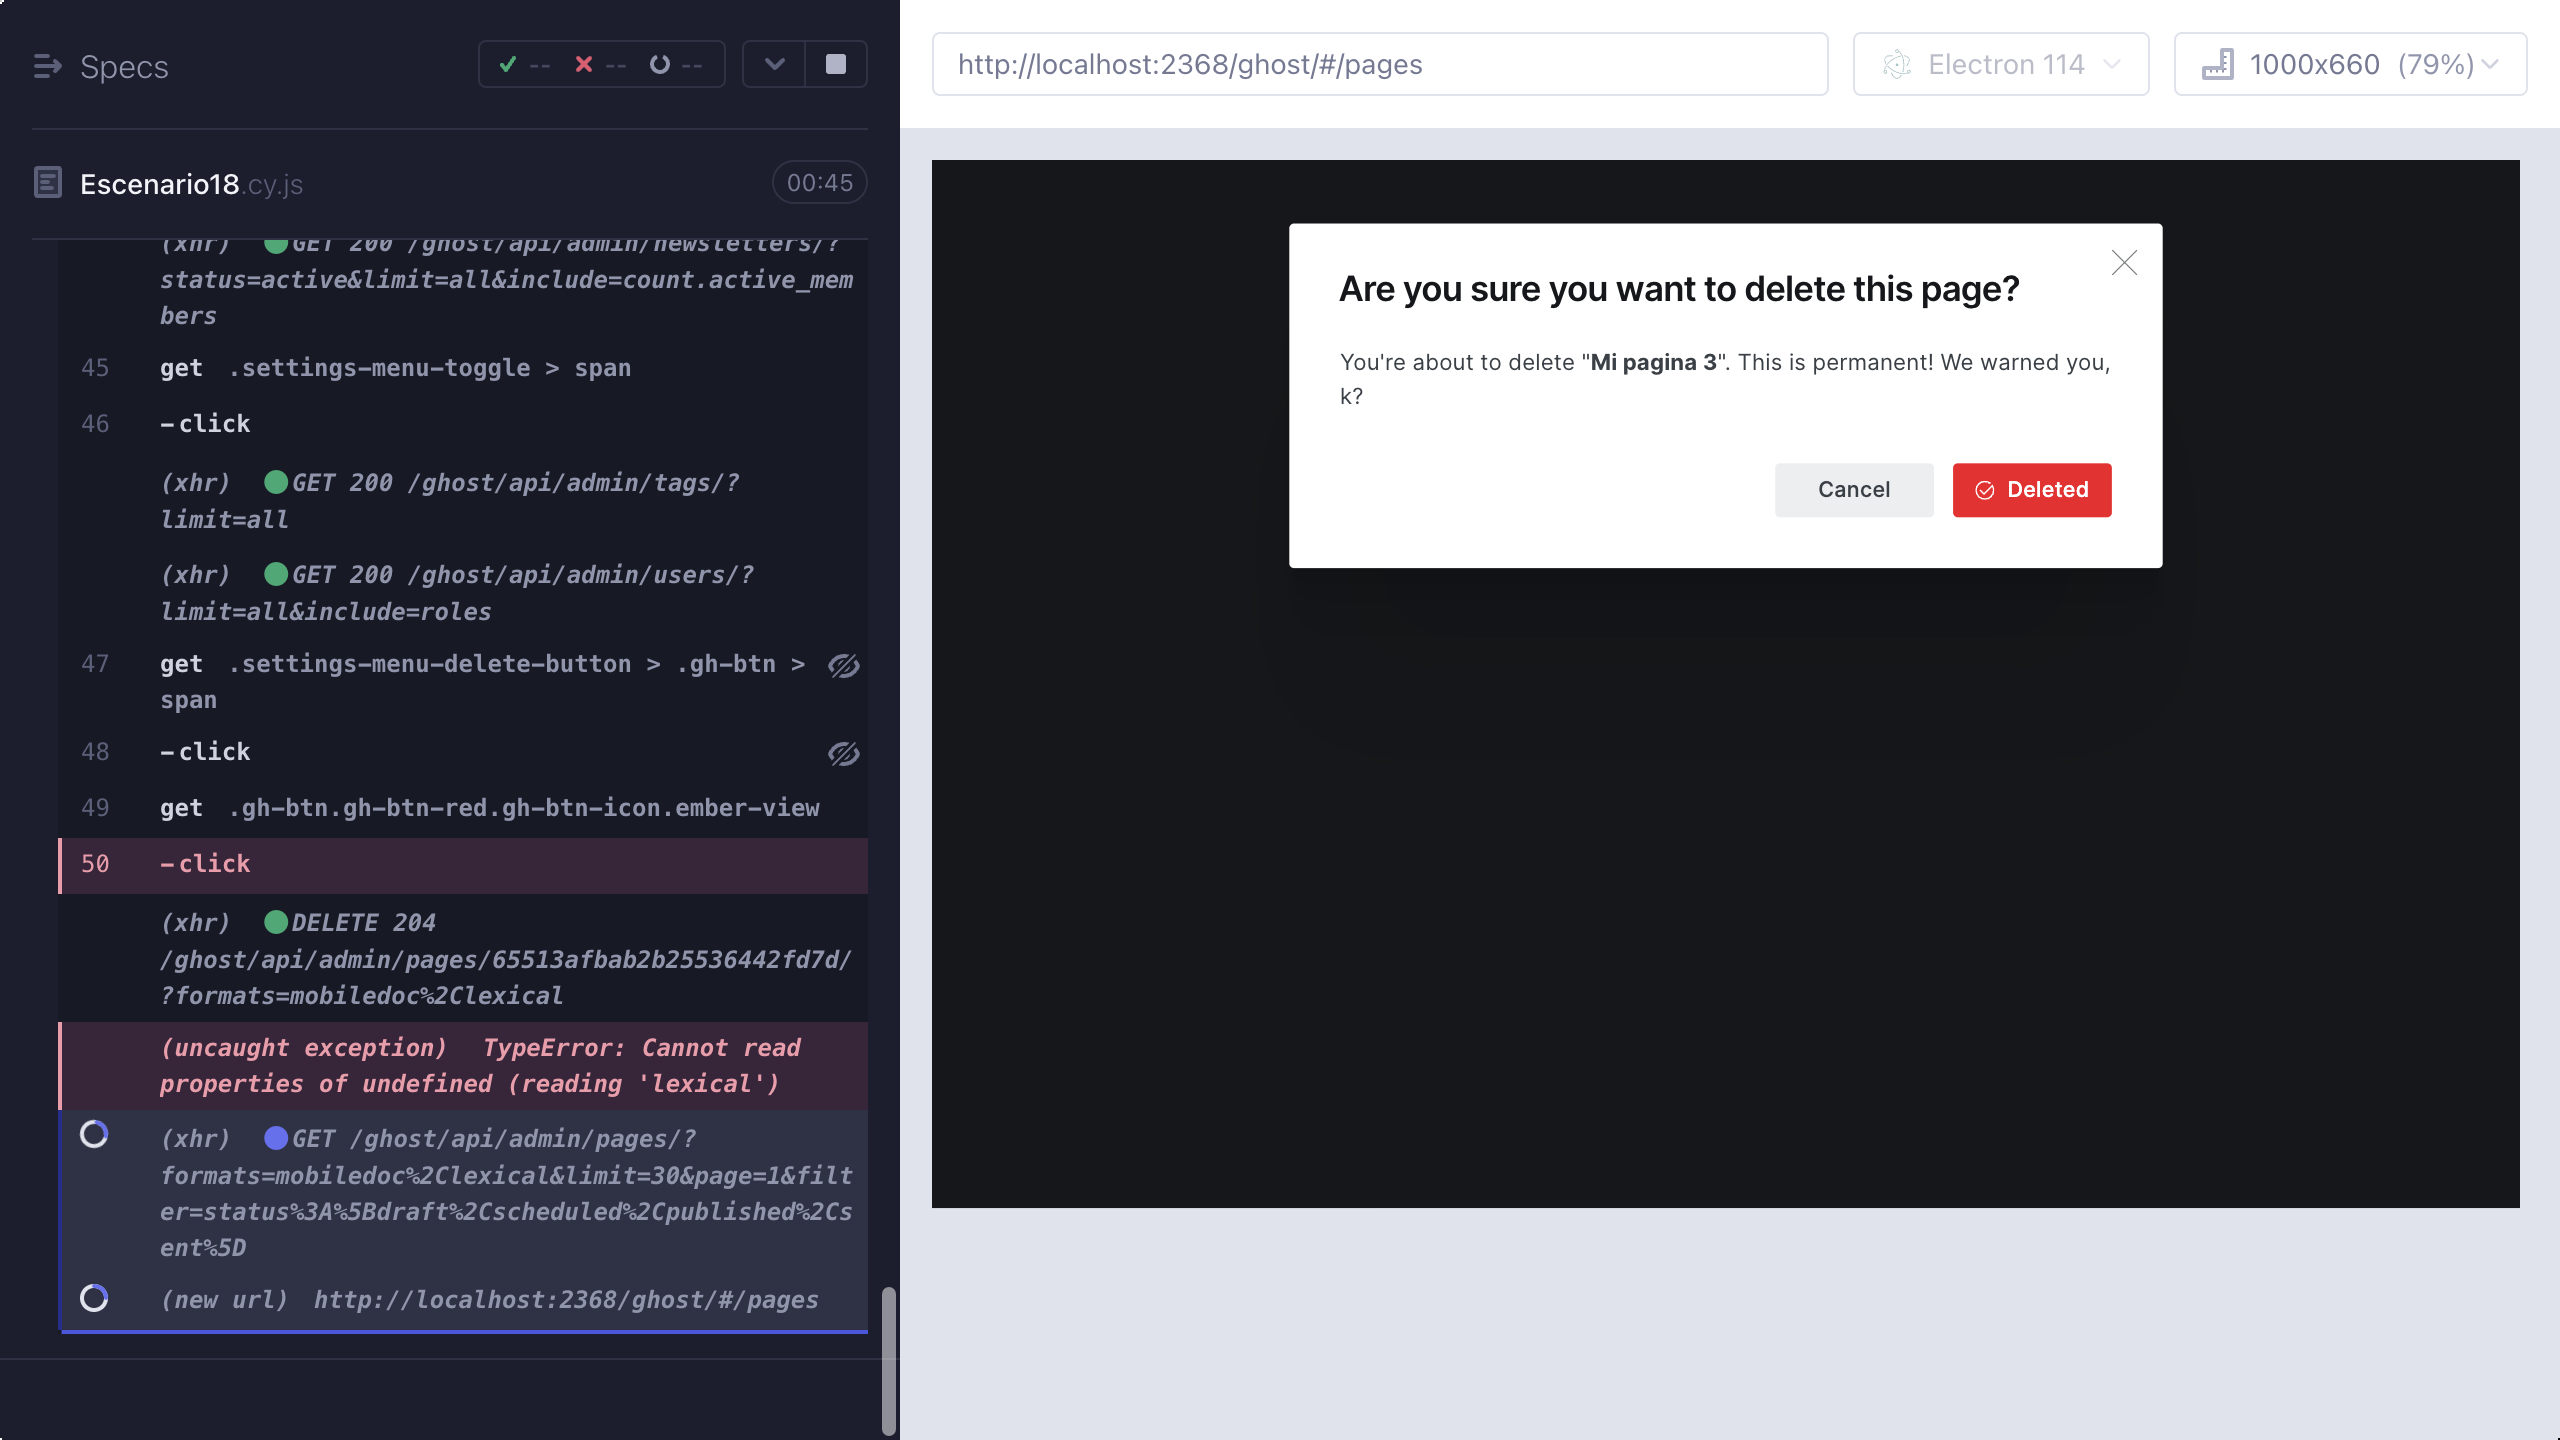 Specs
--
--
--
Escenario18.cy.js
00:45
(xhr) GET 200 /ghost/api/admin/newsletters/?
status=active&limit=all&include=count.active_mem
bers
45 get .settings-menu-toggle > span
46 -click
(xhr) GET 200 /ghost/api/admin/tags/?
limit=all
(xhr) GET 200 /ghost/api/admin/users/?
limit=all&include=roles
47 get .settings-menu-delete-button > .gh-btn >
span
48 -click
49 get .gh-btn.gh-btn-red.gh-btn-icon.ember-view
50 -click
(xhr) DELETE 204
/ghost/api/admin/pages/65513afbab2b25536442fd7d/
?formats=mobiledoc%2Clexical
(uncaught exception) TypeError: Cannot read
properties of undefined (reading 'lexical')
(xhr) GET /ghost/api/admin/pages/?
formats=mobiledoc%2Clexical&limit=30&page=1&filt
er=status%3A%5Bdraft%2Cscheduled%2Cpublished%2Cs
ent%5D
(new url) http://localhost:2368/ghost/#/pages
http://localhost:2368/ghost/#/pages
Electron 114
1000x660 (79%)
Are you sure you want to delete this page?
You're about to delete "Mi pagina 3". This is permanent! We warned you,
k?
Cancel
Deleted